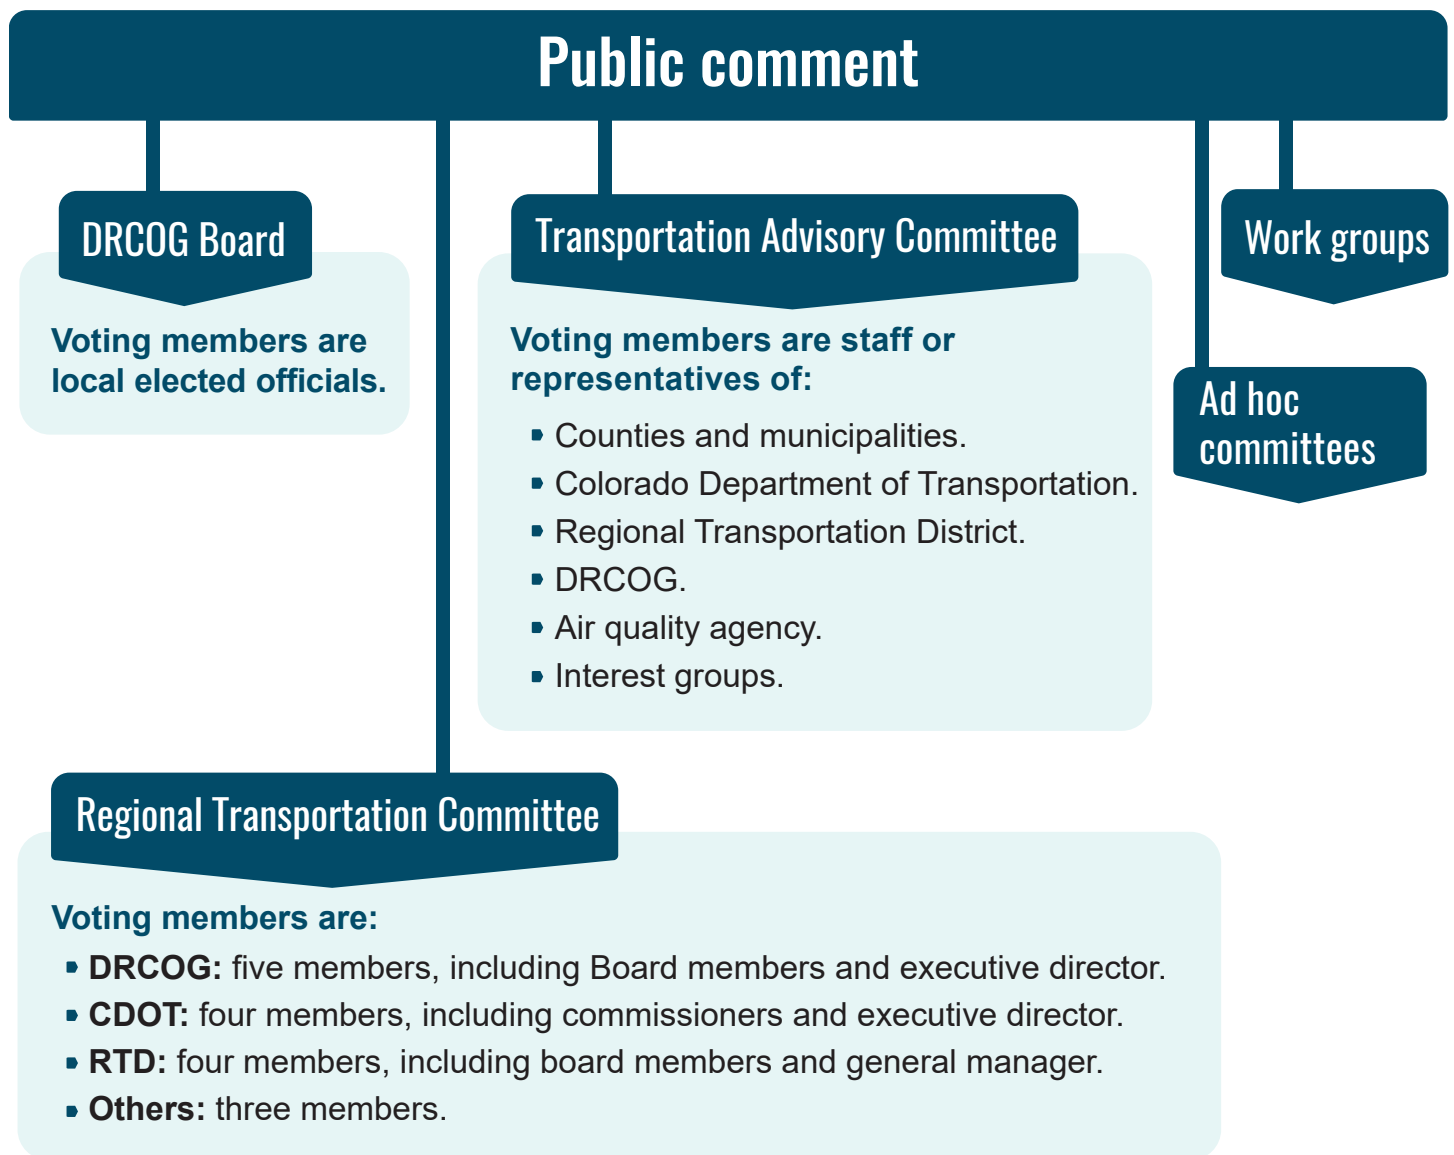 Public comment
DRCOG Board
Voting members are
local elected officials.
Transportation Advisory Committee
Voting members are staff or
representatives of:
Counties and municipalities.
Colorado Department of Transportation.
Regional Transportation District.
DRCOG.
Air quality agency.
Interest groups.
Work groups
Ad hoc
committees
Regional Transportation Committee
Voting members are:
DRCOG: five members, including Board members and executive director.
CDOT: four members, including commissioners and executive director.
RTD: four members, including board members and general manager.
Others: three members.